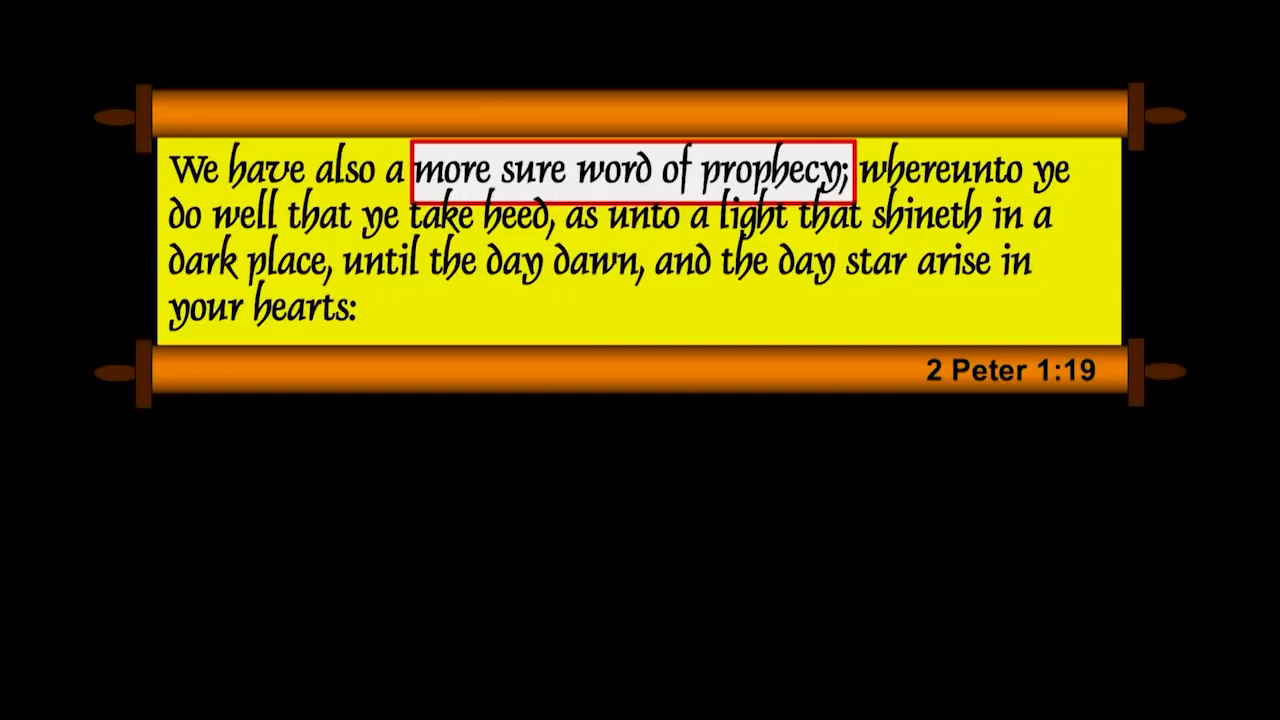 We have also a more sure word of prophecy; whereunto ye
do well that ye take heed, as unto a light that shineth in a
dark place, until the day dawn, and the day star arise in
your hearts:
2 Peter 1:19